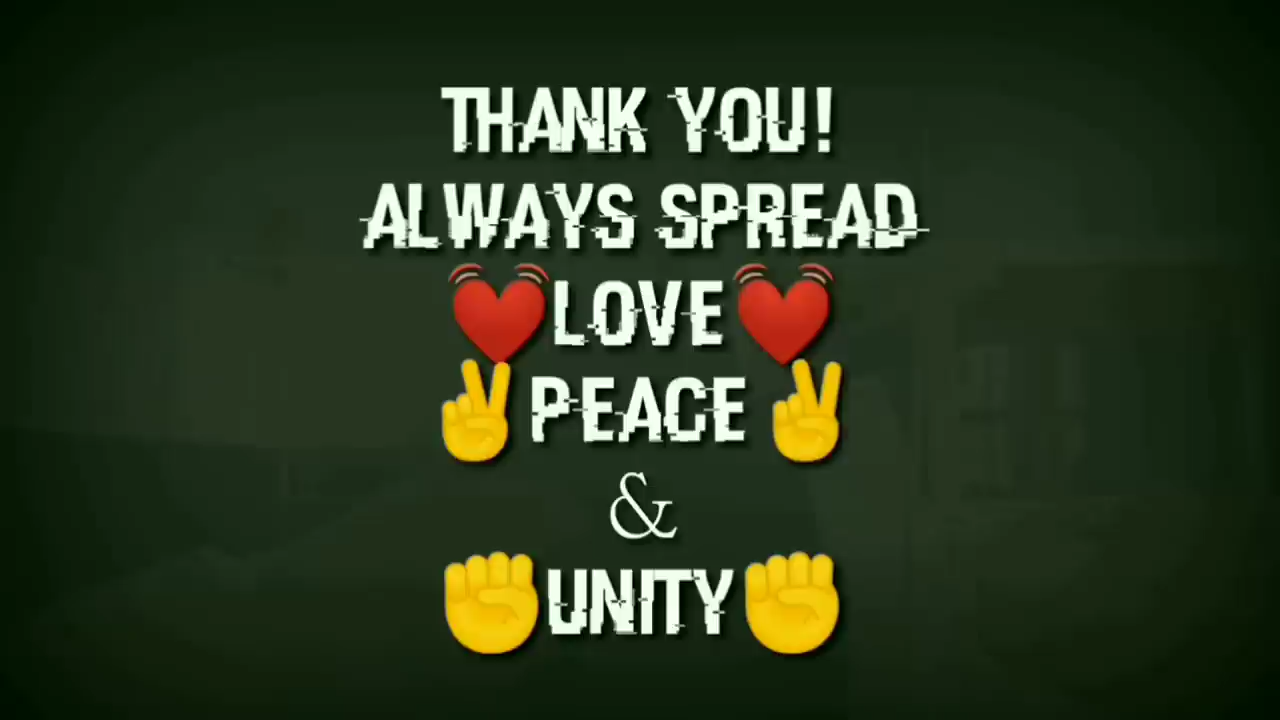 THANK YOU!
ALWAYS SPREAD
💓LOVE💓
✌PEACE✌
&
✊UNITY✊